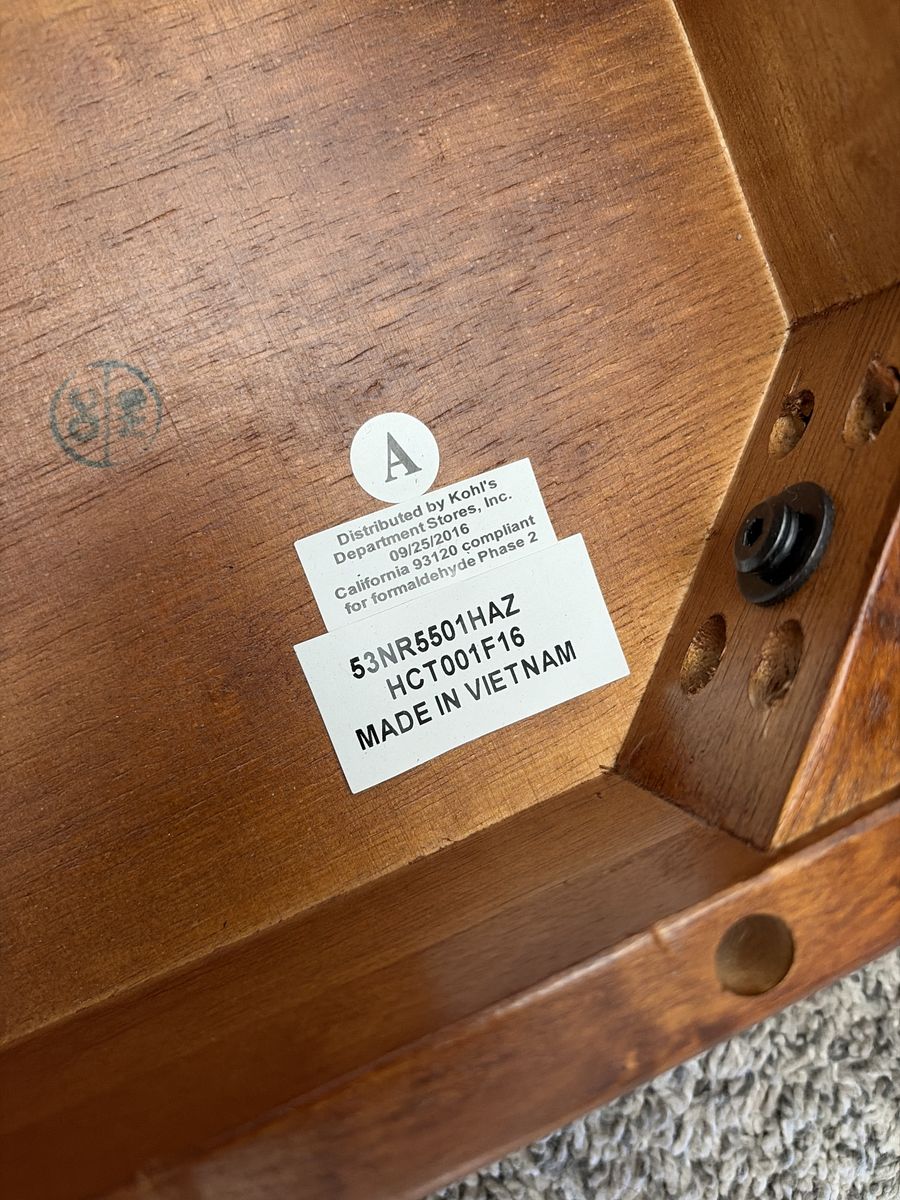 A
Distributed by Kohl's
Department Stores, Inc.
09/25/2016
California 93120 compliant
for formaldehyde Phase 2
53NR5501HAZ
HCT001F16
MADE IN VIETNAM